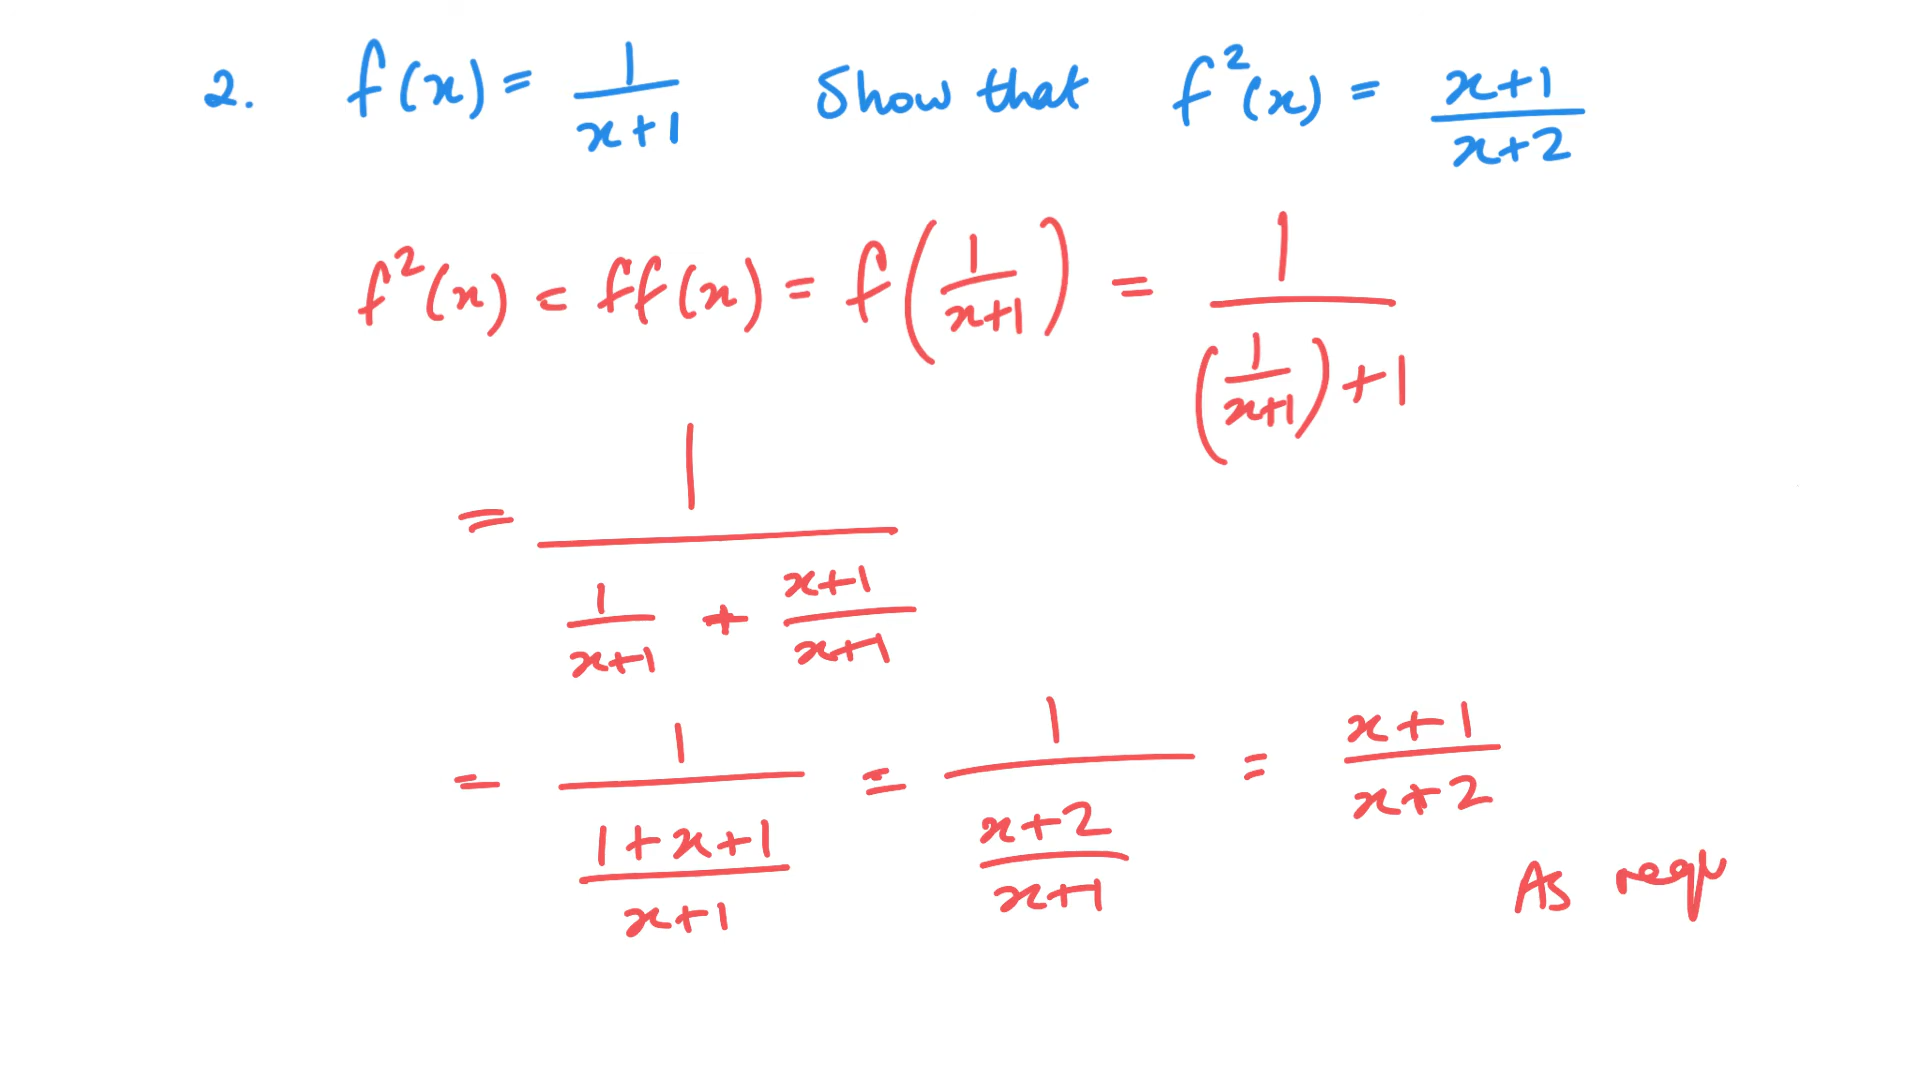 2. f(x) = 1/(x+1) Show that f²(x) = (x+1)/(x+2)
f²(x) = ff(x) = f(1/(x+1)) = 1/((1/(x+1))+1)
= 1/(1/(x+1) + (x+1)/(x+1))
= 1/((1+x+1)/(x+1)) = 1/((x+2)/(x+1)) = (x+1)/(x+2)
As requ